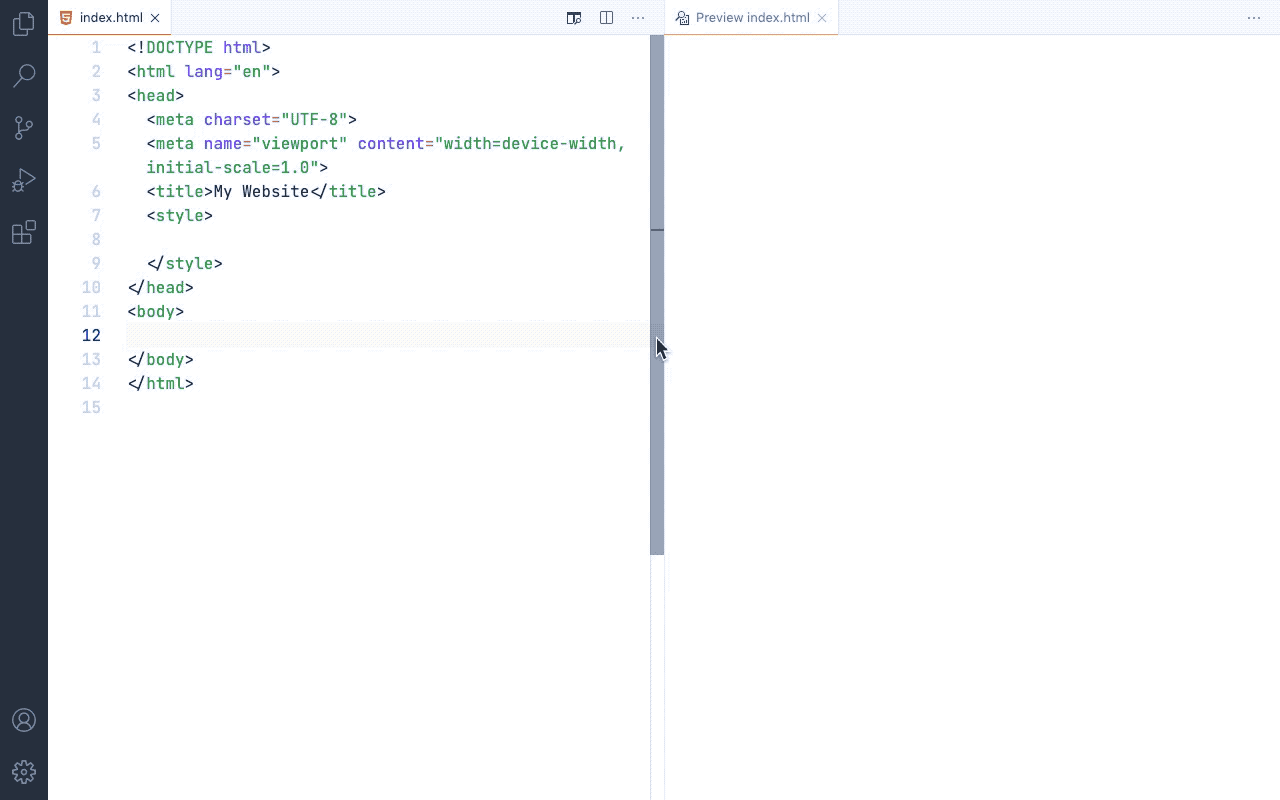 index.html
Preview index.html
1 <!DOCTYPE html>
2 <html lang="en">
3 <head>
4 <meta charset="UTF-8">
5 <meta name="viewport" content="width=device-width,
initial-scale=1.0">
6 <title>My Website</title>
7 <style>
8
9 </style>
10 </head>
11 <body>
12
13 </body>
14 </html>
15